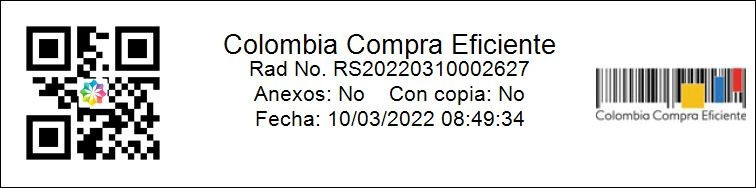 Colombia Compra Eficiente
Rad No. RS20220310002627
Anexos: No    Con copia: No
Fecha: 10/03/2022 08:49:34
Colombia Compra Eficiente